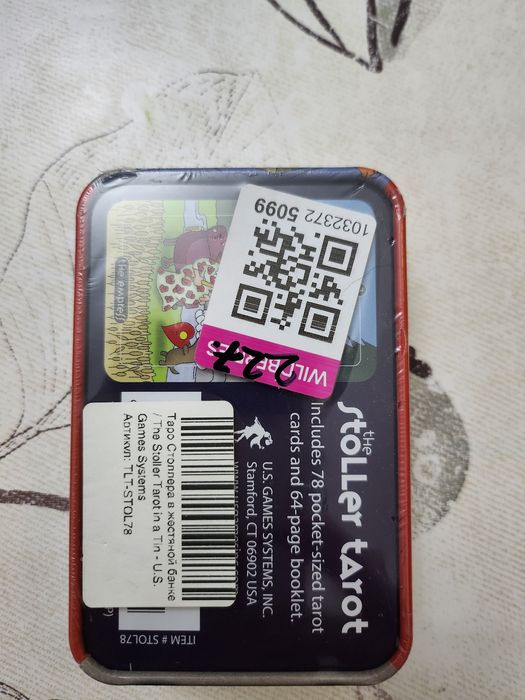 the
stoller tarot
Includes 78 pocket-sized tarot
cards and 64-page booklet.
U.S. GAMES SYSTEMS, INC.
Stamford, CT 06902 USA
ITEM # STOL78
the empress
1032372 5099
WILDBERRIES
227
Таро Столлера в жестяной банке
/ The Stoller Tarot in a Tin - U.S.
Games Systems
Артикул: TLT-STOL78